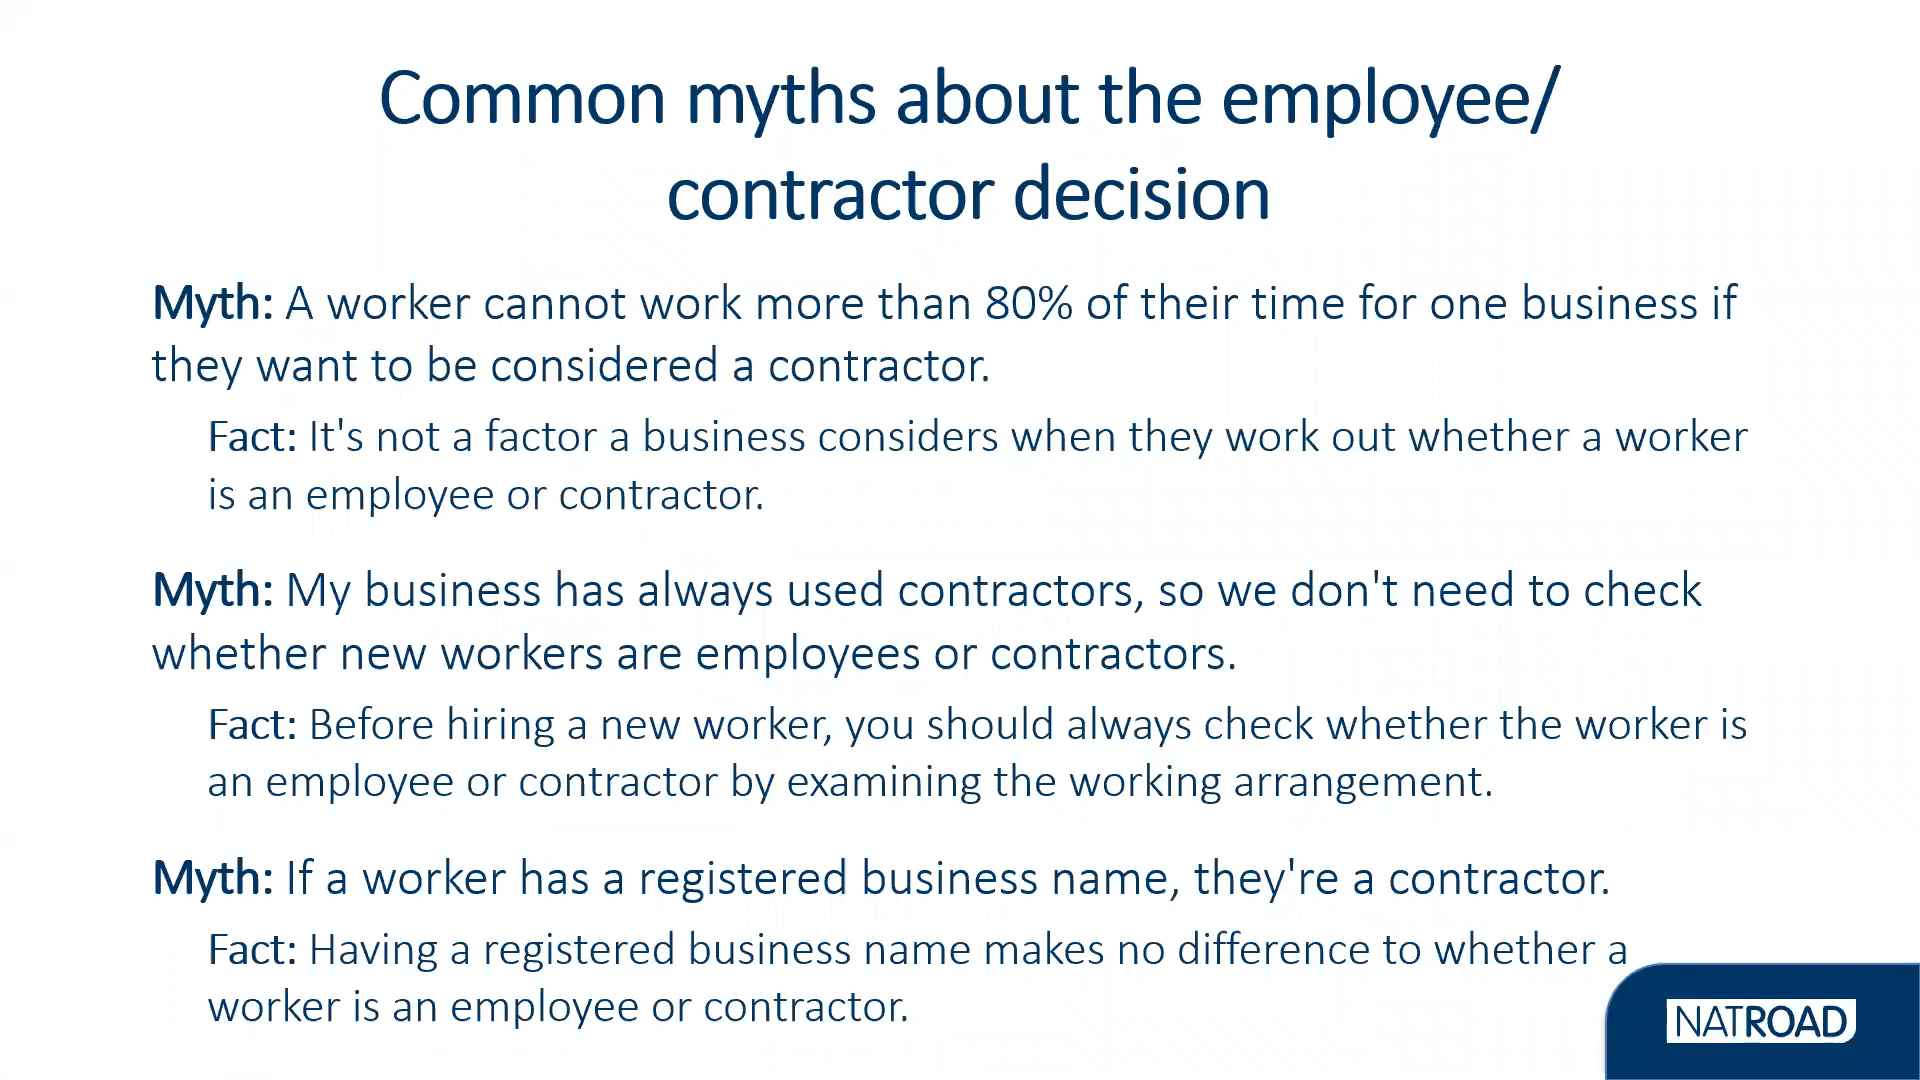 Common myths about the employee/
contractor decision
Myth: A worker cannot work more than 80% of their time for one business if
they want to be considered a contractor.
Fact: It's not a factor a business considers when they work out whether a worker
is an employee or contractor.
Myth: My business has always used contractors, so we don't need to check
whether new workers are employees or contractors.
Fact: Before hiring a new worker, you should always check whether the worker is
an employee or contractor by examining the working arrangement.
Myth: If a worker has a registered business name, they're a contractor.
Fact: Having a registered business name makes no difference to whether a
worker is an employee or contractor.
NATROAD